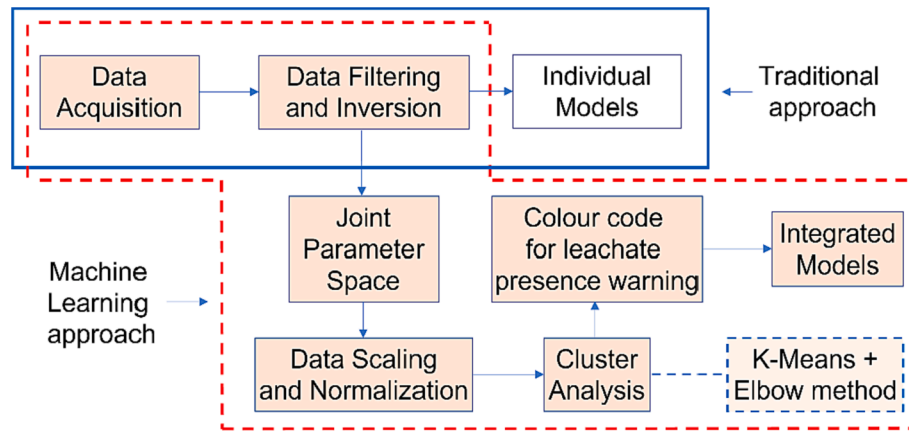 Data
Acquisition
Data Filtering
and Inversion
Individual
Models
Traditional
approach
Joint
Parameter
Space
Colour code
for leachate
presence warning
Integrated
Models
Machine
Learning
approach
Data Scaling
and Normalization
Cluster
Analysis
K-Means +
Elbow method